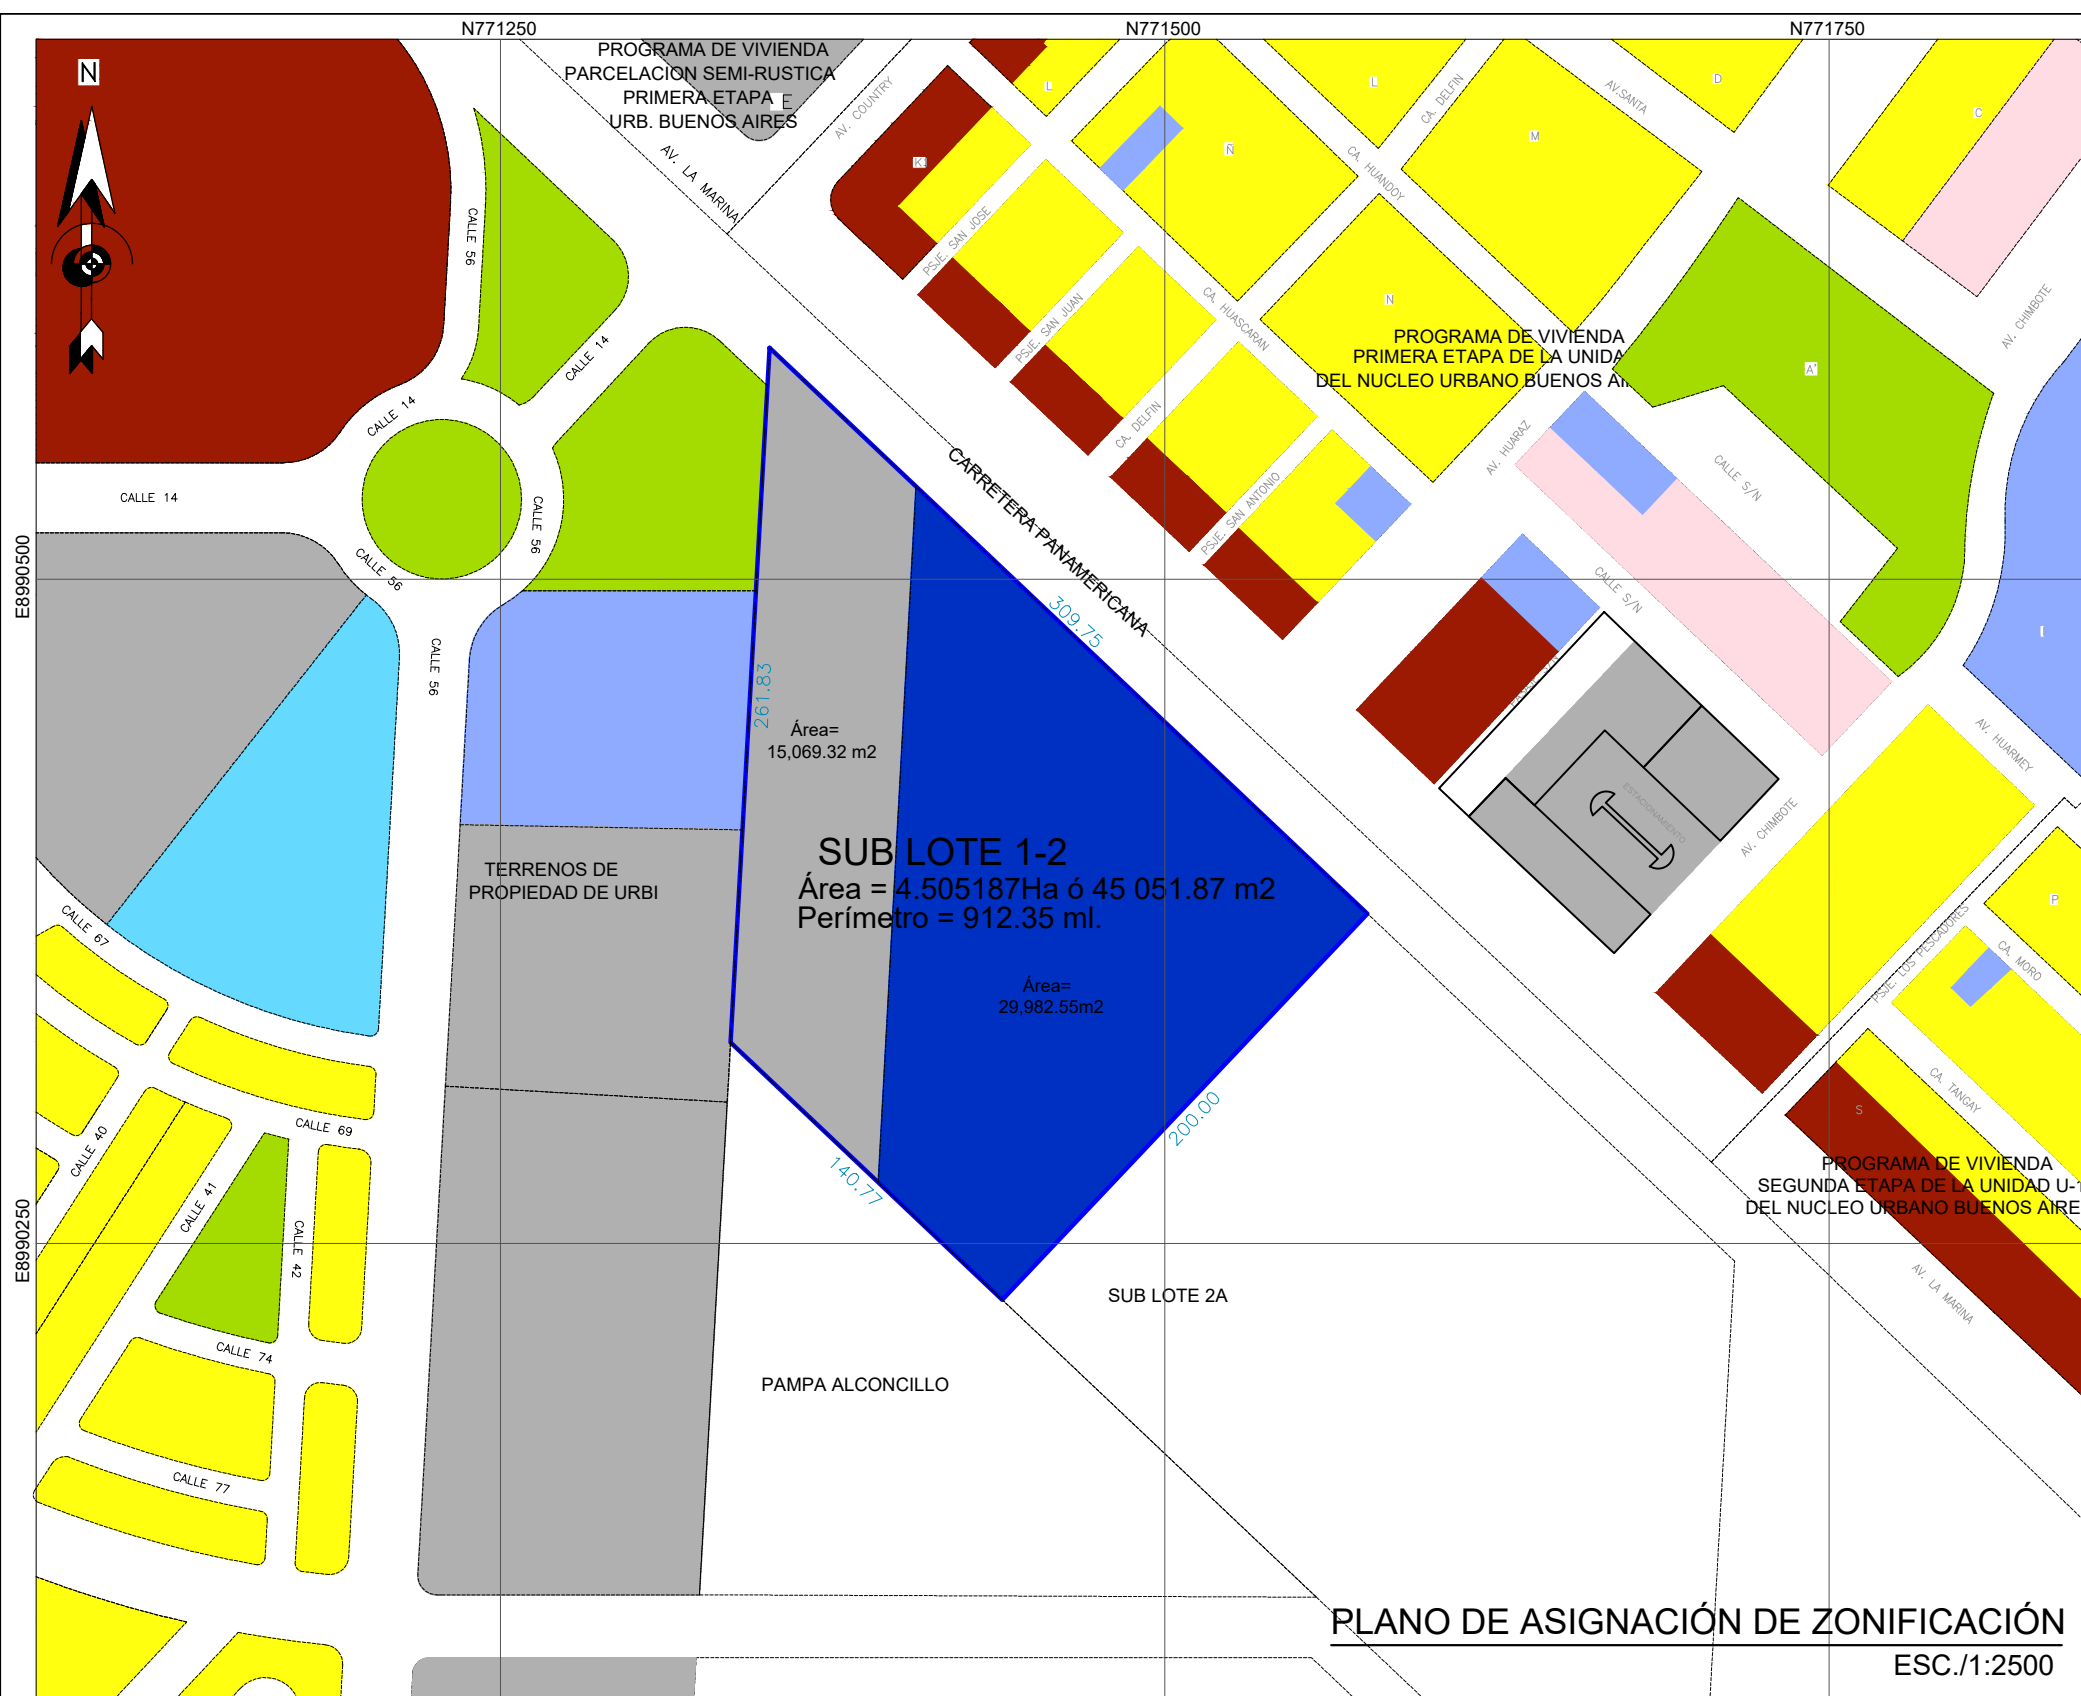 N771250
N771500
N771750
N
PROGRAMA DE VIVIENDA
PARCELACION SEMI-RUSTICA
PRIMERA ETAPA
E
URB. BUENOS AIRES
AV. COUNTRY
AV. LA MARINA
K
L
L
D
C
Ñ
M
N
A'
CA. DELFIN
AV.SANTA
CA. HUANDOY
CALLE 56
PSJE. SAN JOSE
PSJE. SAN JUAN
CA. HUASCARAN
AV. CHIMBOTE
PROGRAMA DE VIVIENDA
PRIMERA ETAPA DE LA UNIDA
DEL NUCLEO URBANO BUENOS AI
CALLE 14
CALLE 14
CALLE 14
CA. DELFIN
AV. HUARAZ
CALLE S/N
CARRETERA PANAMERICANA
PSJE. SAN ANTONIO
CALLE 56
CALLE 56
CALLE 56
E8990500
CALLE S/N
I
309.75
261.83
Área=
15,069.32 m2
AV. HUARMEY
ESTACIONAMIENTO
AV. CHIMBOTE
SUB LOTE 1-2
Área = 4.505187Ha ó 45 051.87 m2
Perímetro = 912.35 ml.
TERRENOS DE
PROPIEDAD DE URBI
Área=
29,982.55m2
P
PSJE. LOS PESCADORES
CA. MORO
CALLE 67
CA. TANGAY
S
200.00
140.77
CALLE 69
CALLE 40
CALLE 41
CALLE 42
E8990250
PROGRAMA DE VIVIENDA
SEGUNDA ETAPA DE LA UNIDAD U-1
DEL NUCLEO URBANO BUENOS AIRE
AV. LA MARINA
SUB LOTE 2A
CALLE 74
PAMPA ALCONCILLO
CALLE 77
PLANO DE ASIGNACIÓN DE ZONIFICACIÓN
ESC./1:2500